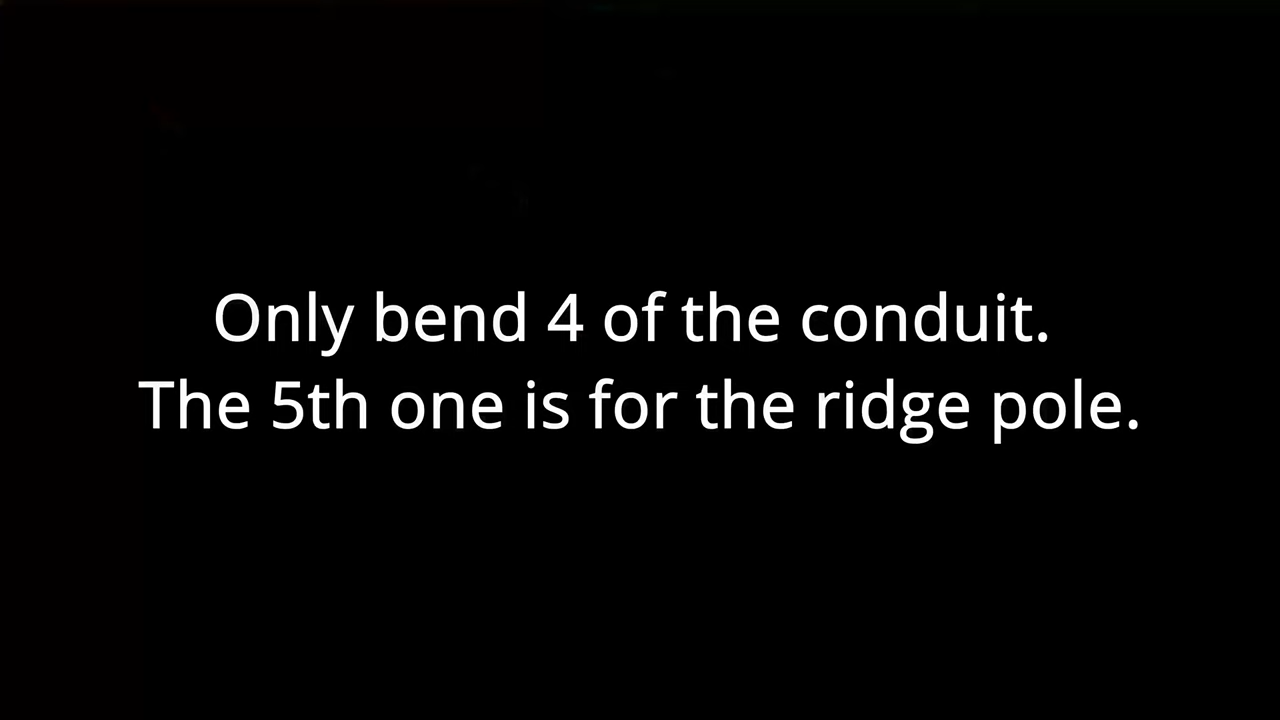 Only bend 4 of the conduit.
The 5th one is for the ridge pole.